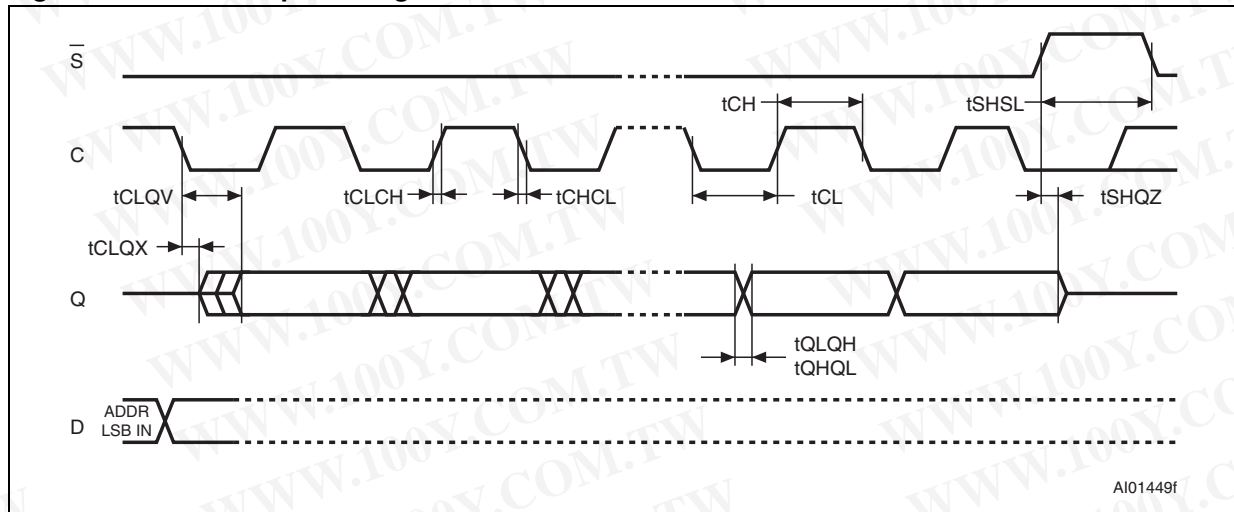 S
tCH
tSHSL
C
tCLQV
tCLCH
tCHCL
tCL
tSHQZ
tCLQX
Q
tQLQH
tQHQL
ADDR
D LSB IN
AI01449f
WWW.100Y.COM.TW